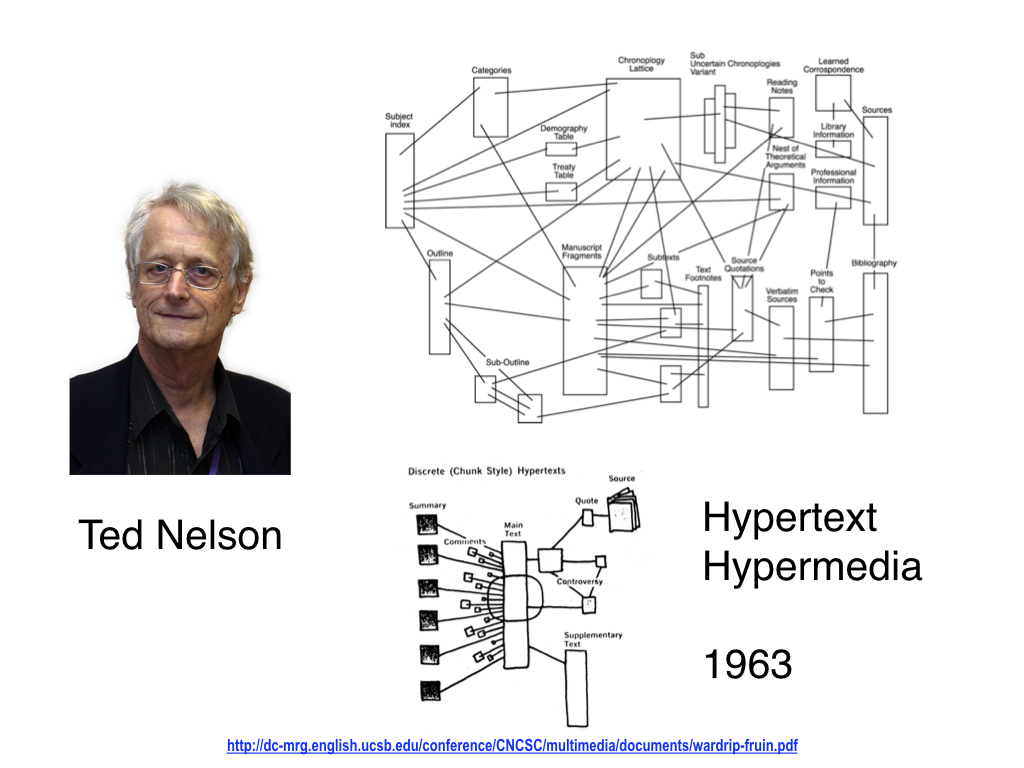 Ted Nelson
Categories
Chronoplogy
Lattice
Sub
Uncertain Chronoplogies
Variant
Reading
Notes
Learned
Corrospondence
Subject
index
Sources
Demography
Table
Library
Information
Nest of
Theoretical
Arguments
Treaty
Table
Professional
Information
Outline
Manuscript
Fragments
Subtexts
Text
Footnotes
Source
Quotations
Bibliography
Points
to
Check
Verbatim
Sources
Sub-Outline
Discrete (Chunk Style) Hypertexts
Source
Quote
Summary
Main
Text
Comments
Controversy
Supplementary
Text
Hypertext
Hypermedia
1963
http://dc-mrg.english.ucsb.edu/conference/CNCSC/multimedia/documents/wardrip-fruin.pdf